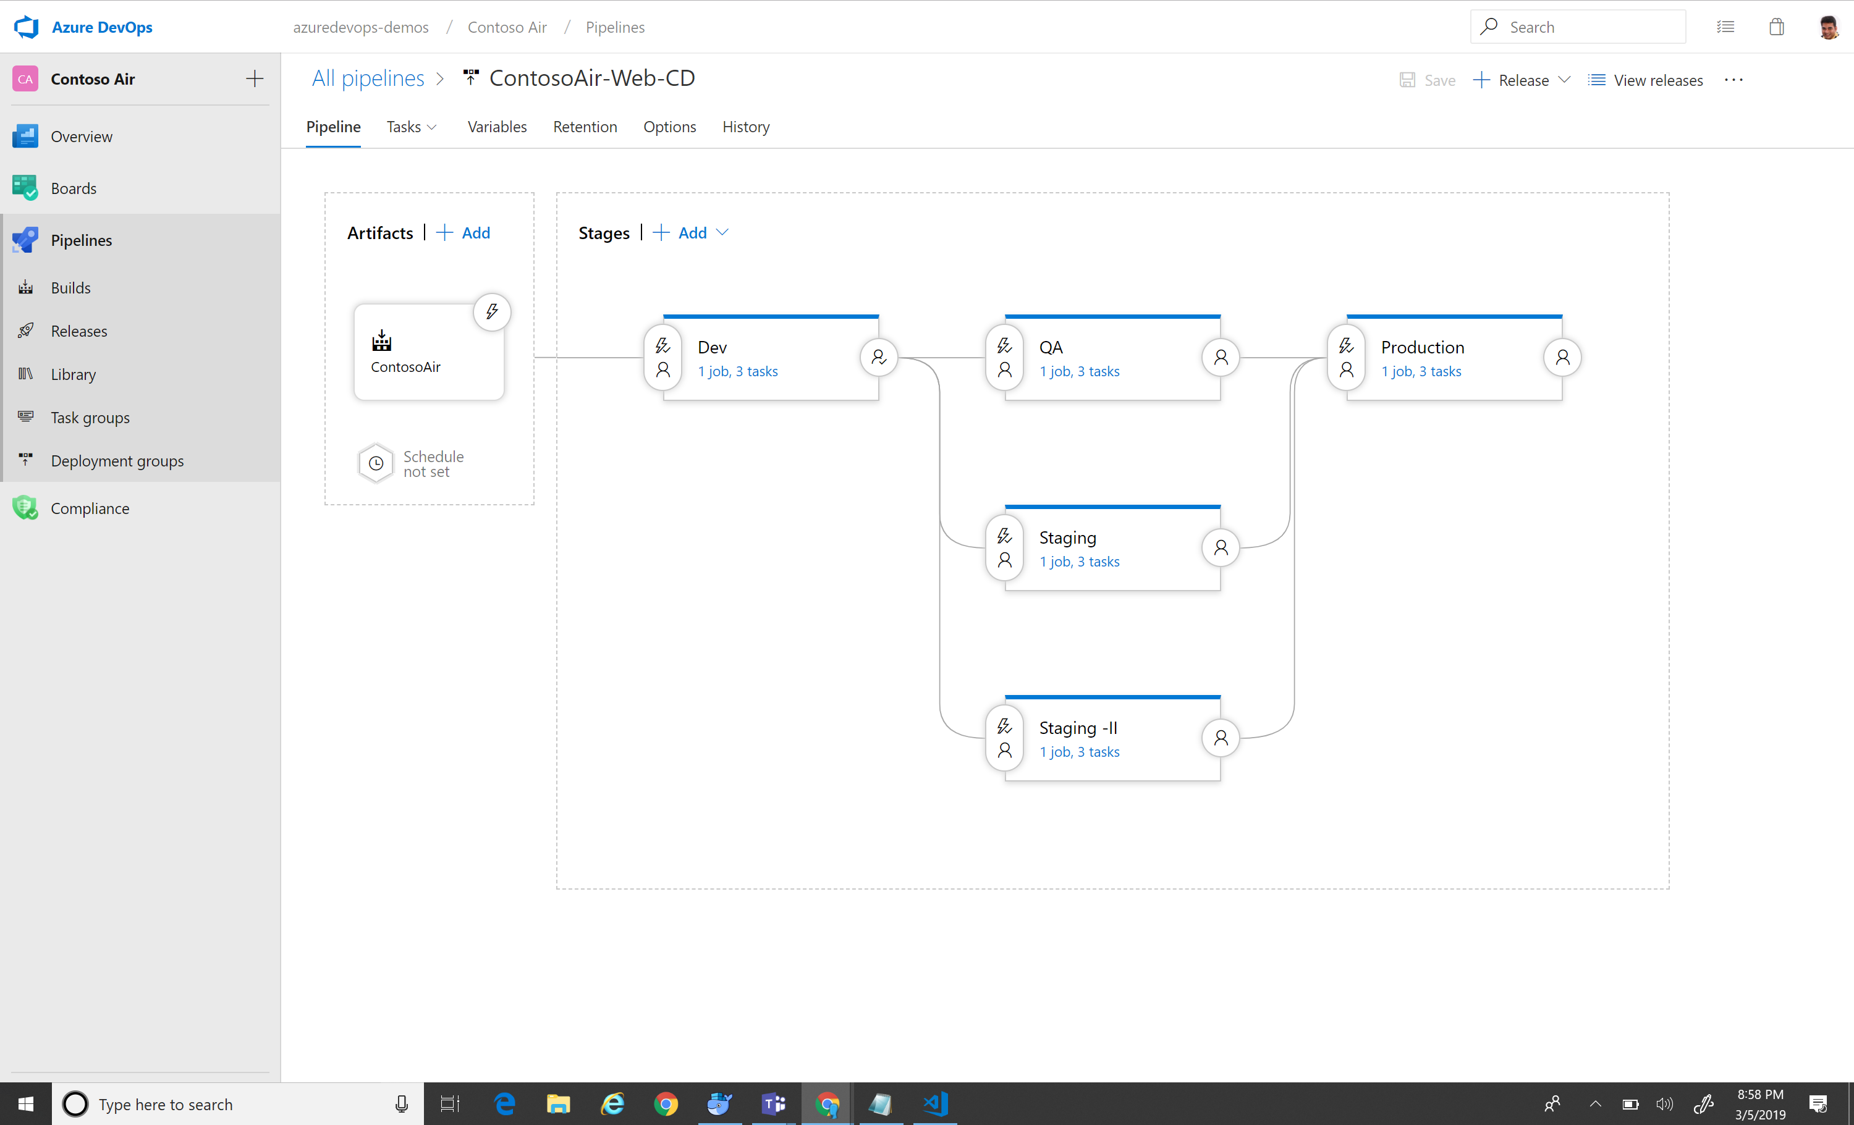 Azure DevOps
azuredevops-demos / Contoso Air / Pipelines
Search
CA Contoso Air
All pipelines > ContosoAir-Web-CD
Save
Release
View releases
Overview
Boards
Pipelines
Builds
Releases
Library
Task groups
Deployment groups
Compliance
Pipeline
Tasks
Variables
Retention
Options
History
Artifacts | + Add
ContosoAir
Schedule
not set
Stages | + Add
Dev
1 job, 3 tasks
QA
1 job, 3 tasks
Production
1 job, 3 tasks
Staging
1 job, 3 tasks
Staging -II
1 job, 3 tasks
Type here to search
8:58 PM
3/5/2019